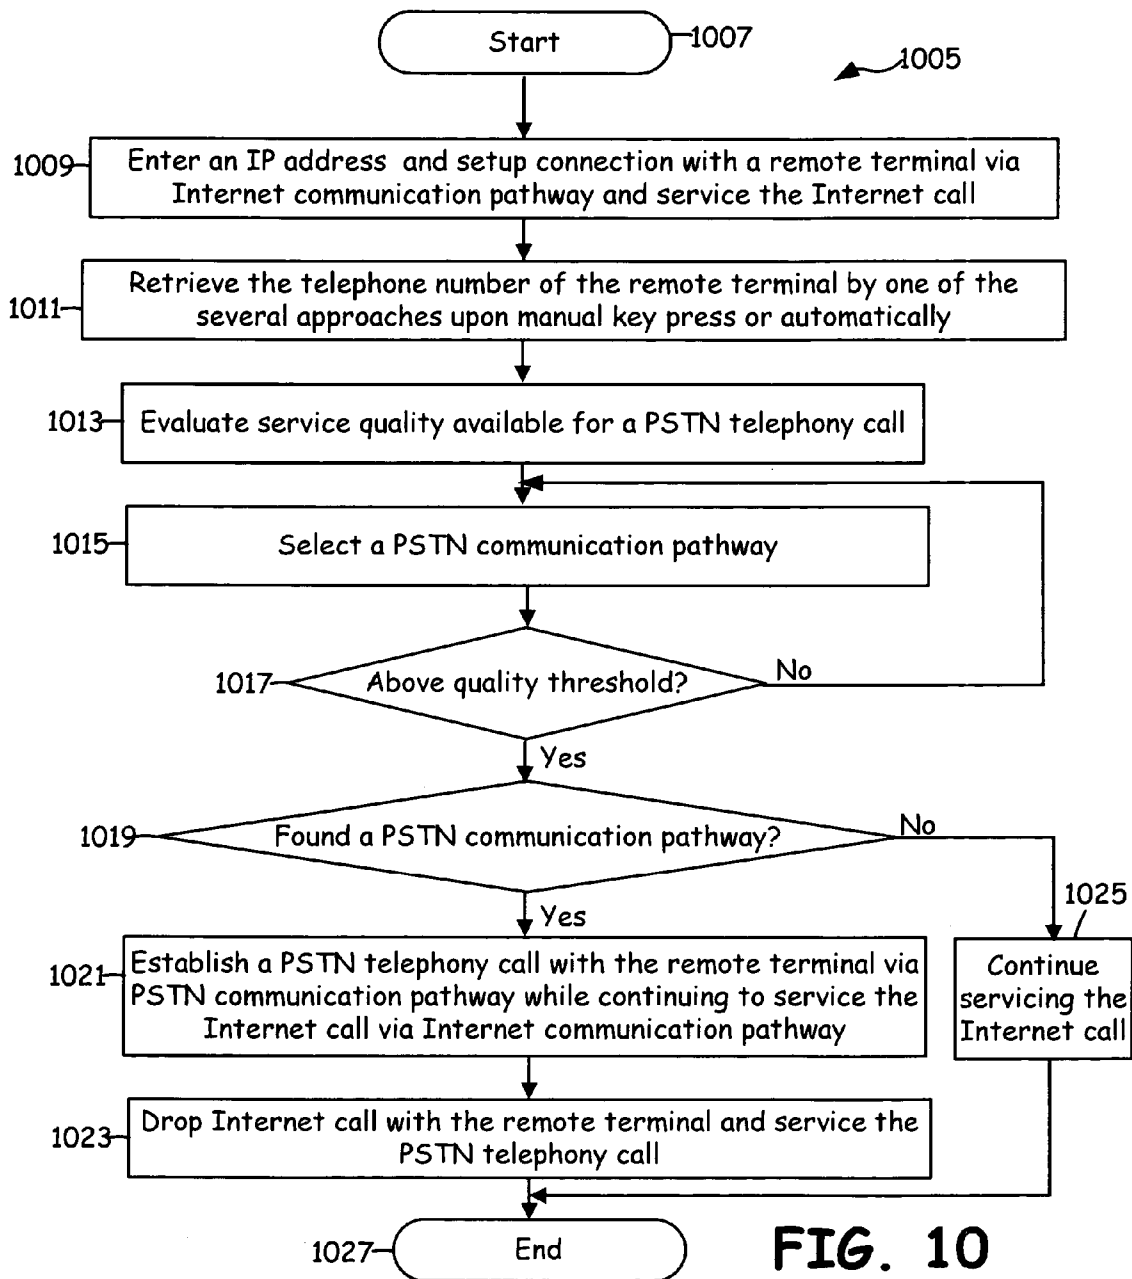 Start
1007
1005
1009
Enter an IP address and setup connection with a remote terminal via
Internet communication pathway and service the Internet call
1011
Retrieve the telephone number of the remote terminal by one of the
several approaches upon manual key press or automatically
1013
Evaluate service quality available for a PSTN telephony call
1015
Select a PSTN communication pathway
1017
Above quality threshold?
No
Yes
1019
Found a PSTN communication pathway?
No
Yes
1025
1021
Establish a PSTN telephony call with the remote terminal via
PSTN communication pathway while continuing to service the
Internet call via Internet communication pathway
Continue
servicing the
Internet call
1023
Drop Internet call with the remote terminal and service the
PSTN telephony call
1027
End
FIG. 10